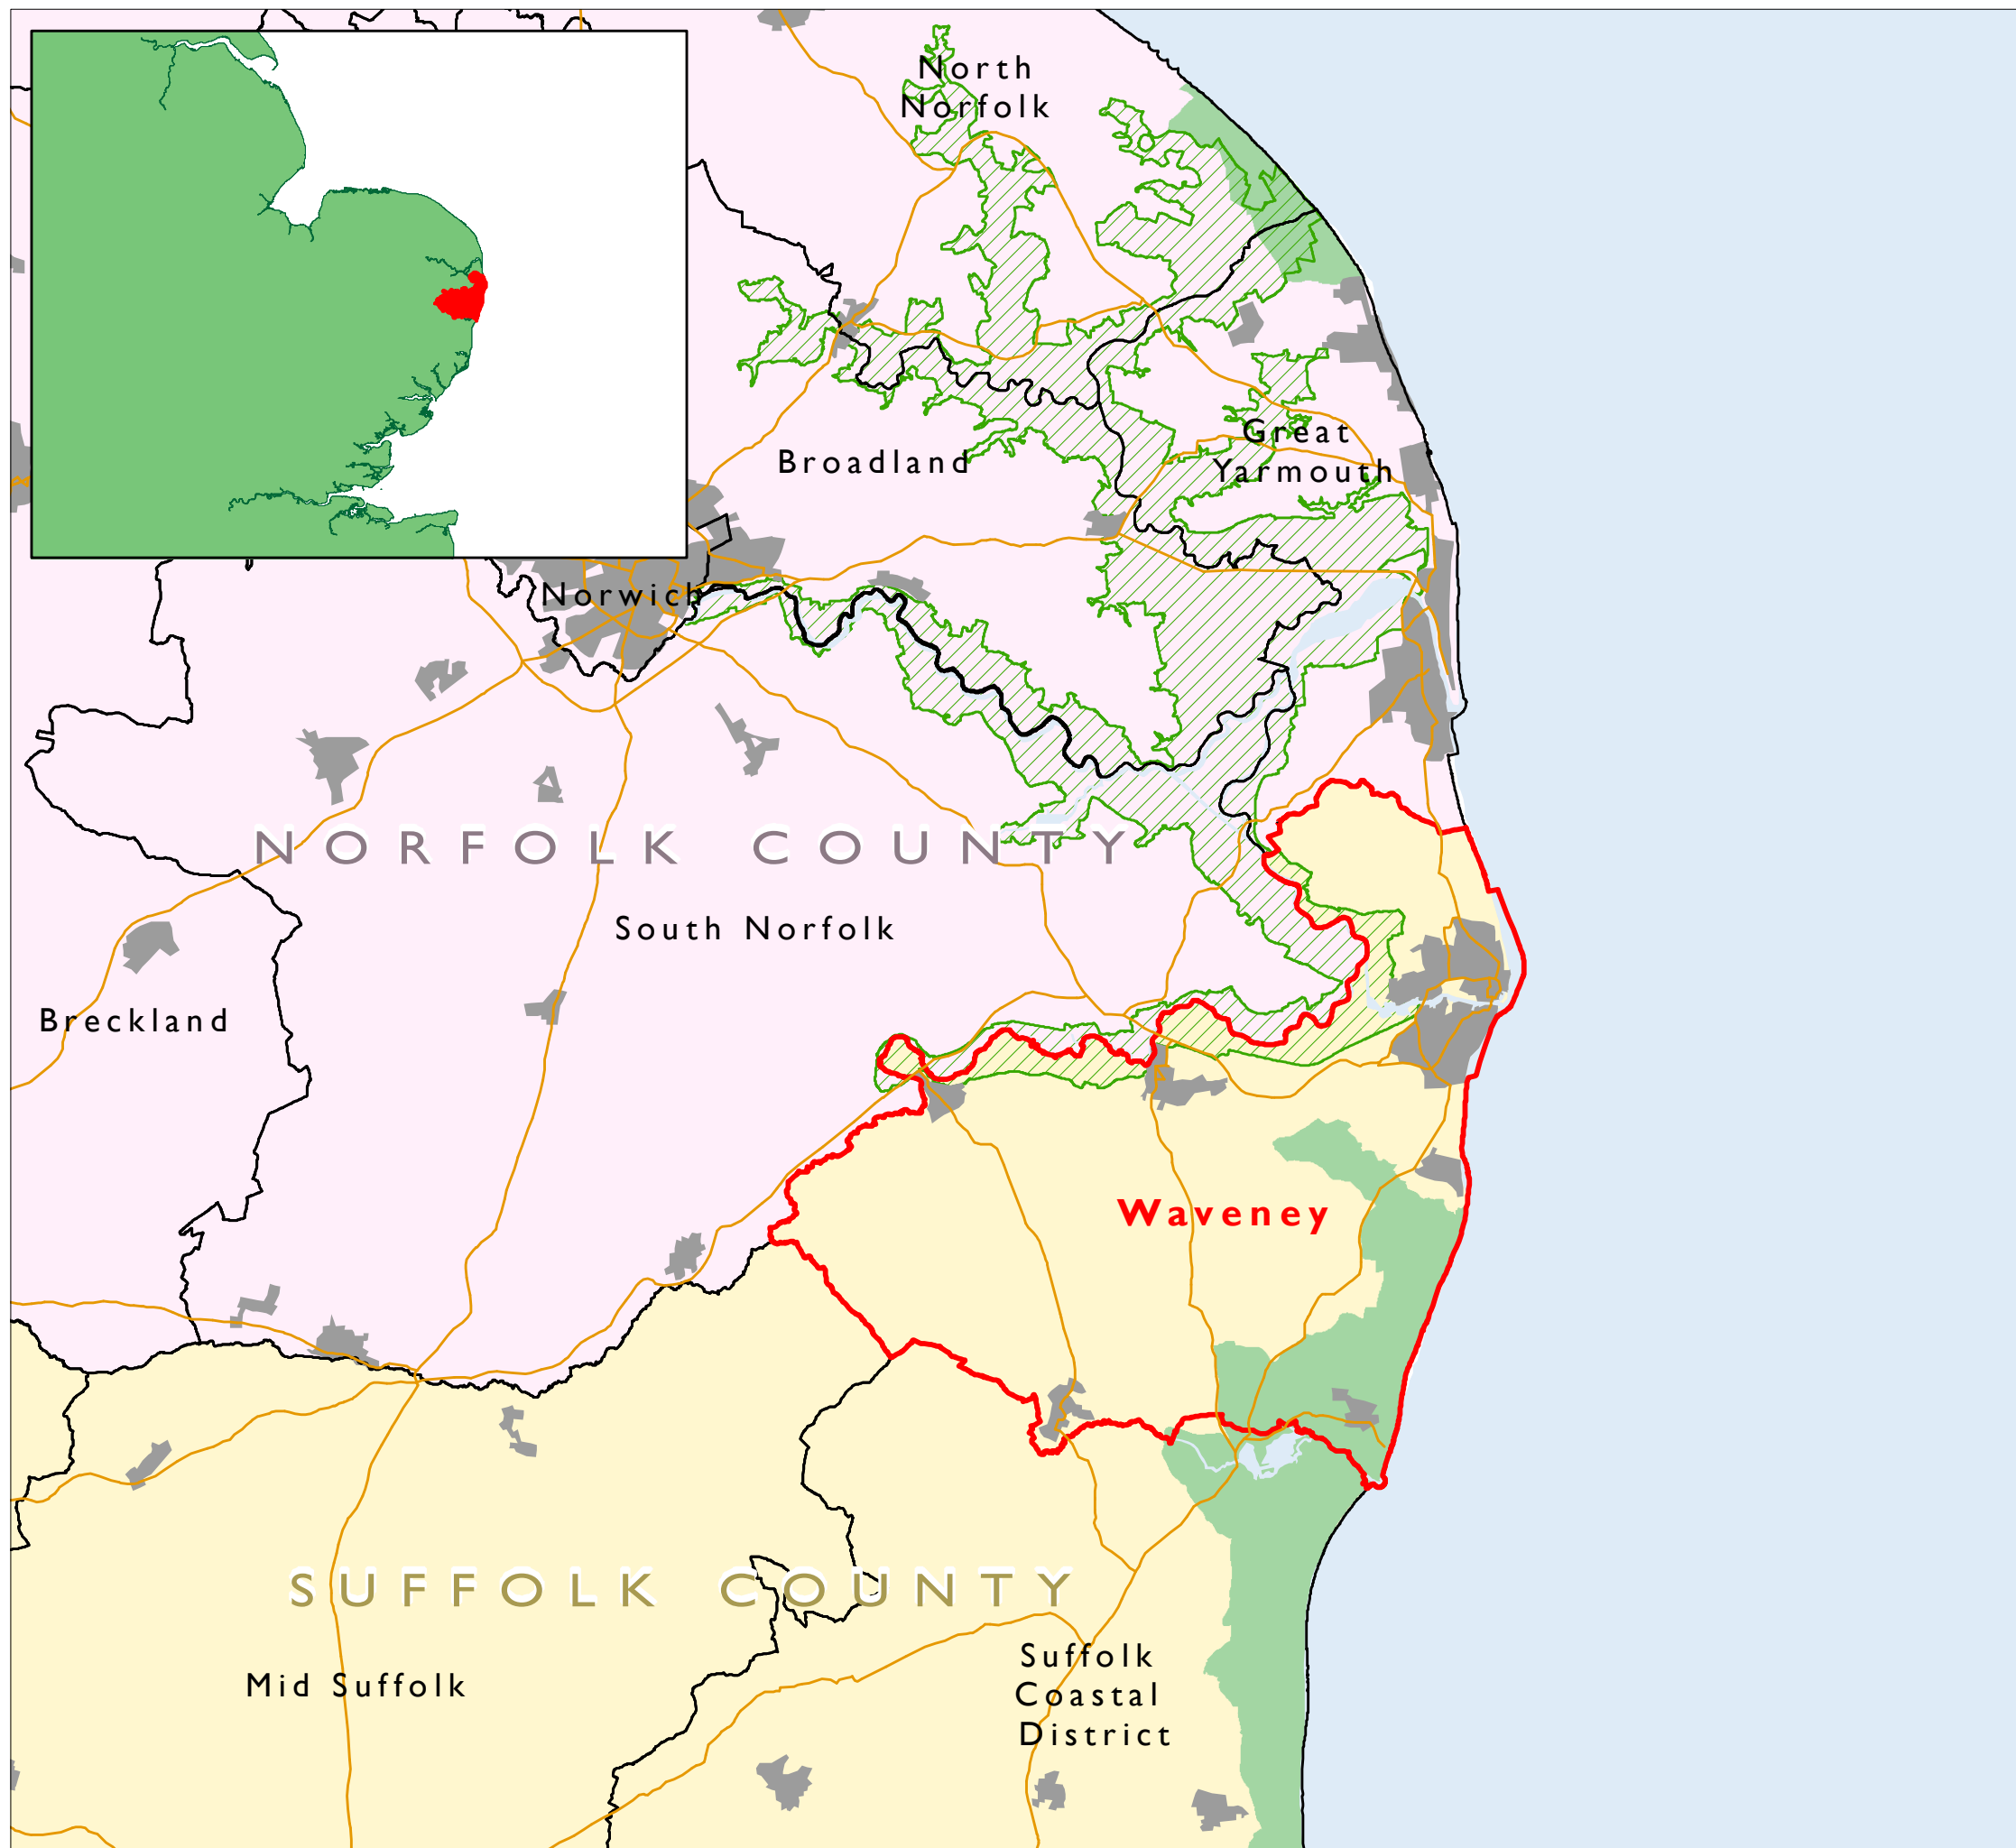 North
Norfolk
Great
Yarmouth
Broadland
Norwich
NORFOLK COUNTY
South Norfolk
Breckland
Waveney
SUFFOLK COUNTY
Suffolk
Coastal
District
Mid Suffolk